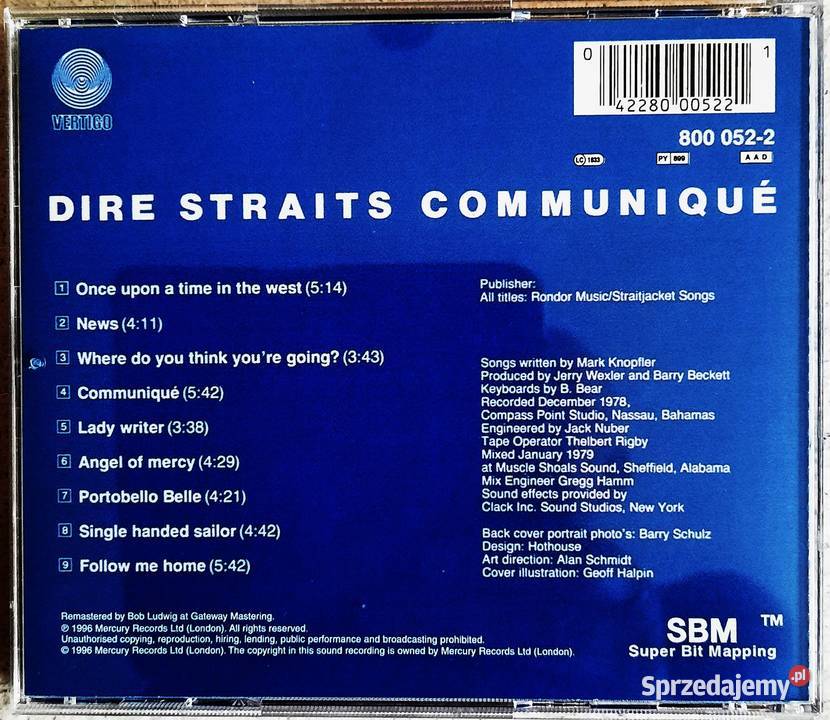 VERTIGO
0 42280 00522 1
800 052-2
LC 1633 PY 899 AAD
DIRE STRAITS COMMUNIQUÉ
1 Once upon a time in the west (5:14)
2 News (4:11)
3 Where do you think you're going? (3:43)
4 Communiqué (5:42)
5 Lady writer (3:38)
6 Angel of mercy (4:29)
7 Portobello Belle (4:21)
8 Single handed sailor (4:42)
9 Follow me home (5:42)
Publisher:
All titles: Rondor Music/Straitjacket Songs
Songs written by Mark Knopfler
Produced by Jerry Wexler and Barry Beckett
Keyboards by B. Bear
Recorded December 1978,
Compass Point Studio, Nassau, Bahamas
Engineered by Jack Nuber
Tape Operator Thelbert Rigby
Mixed January 1979
at Muscle Shoals Sound, Sheffield, Alabama
Mix Engineer Gregg Hamm
Sound effects provided by
Clack Inc. Sound Studios, New York
Back cover portrait photo's: Barry Schulz
Design: Hothouse
Art direction: Alan Schmidt
Cover illustration: Geoff Halpin
Remastered by Bob Ludwig at Gateway Mastering.
℗ 1996 Mercury Records Ltd (London). All rights reserved.
Unauthorised copying, reproduction, hiring, lending, public performance and broadcasting prohibited.
© 1996 Mercury Records Ltd (London). The copyright in this sound recording is owned by Mercury Records Ltd (London).
SBM ™
Super Bit Mapping
Sprzedajemy.pl